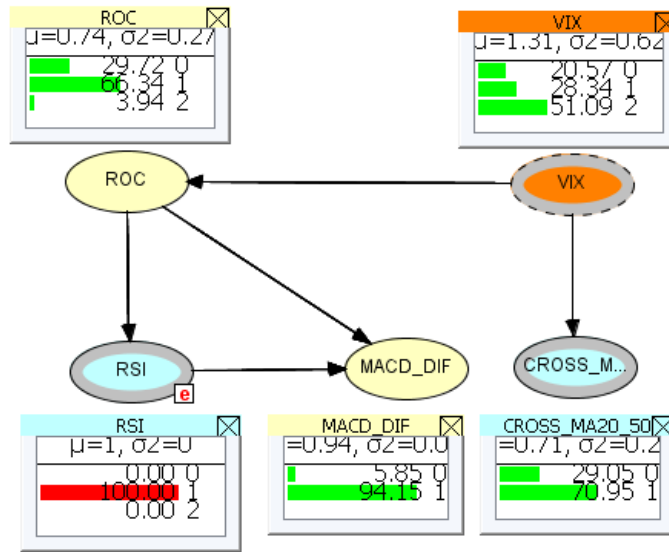 ROC
μ=0.74, σ2=0.27
29.72 0
66.34 1
3.94 2
VIX
μ=1.31, σ2=0.62
20.57 0
28.34 1
51.09 2
ROC
VIX
RSI
e
MACD_DIF
CROSS_M...
RSI
μ=1, σ2=0
0.00 0
100.00 1
0.00 2
MACD_DIF
=0.94, σ2=0.0
5.85 0
94.15 1
CROSS_MA20_50
=0.71, σ2=0.2
29.05 0
70.95 1